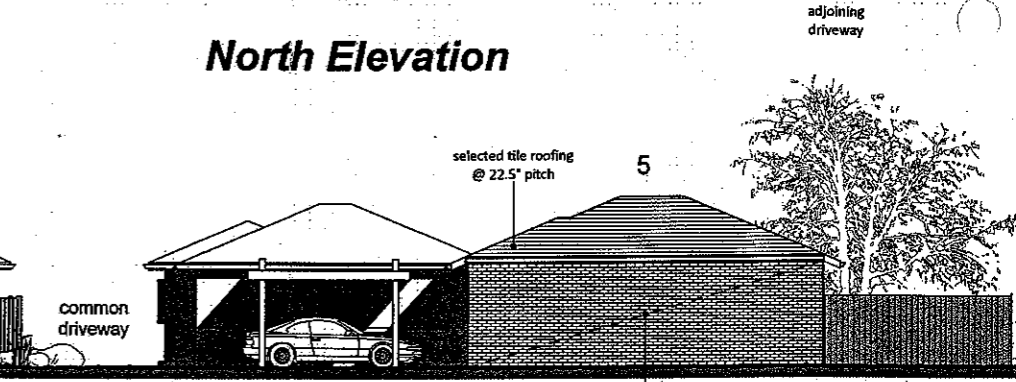 adjoining
driveway
North Elevation
selected tile roofing
@ 22.5° pitch
5
common
driveway